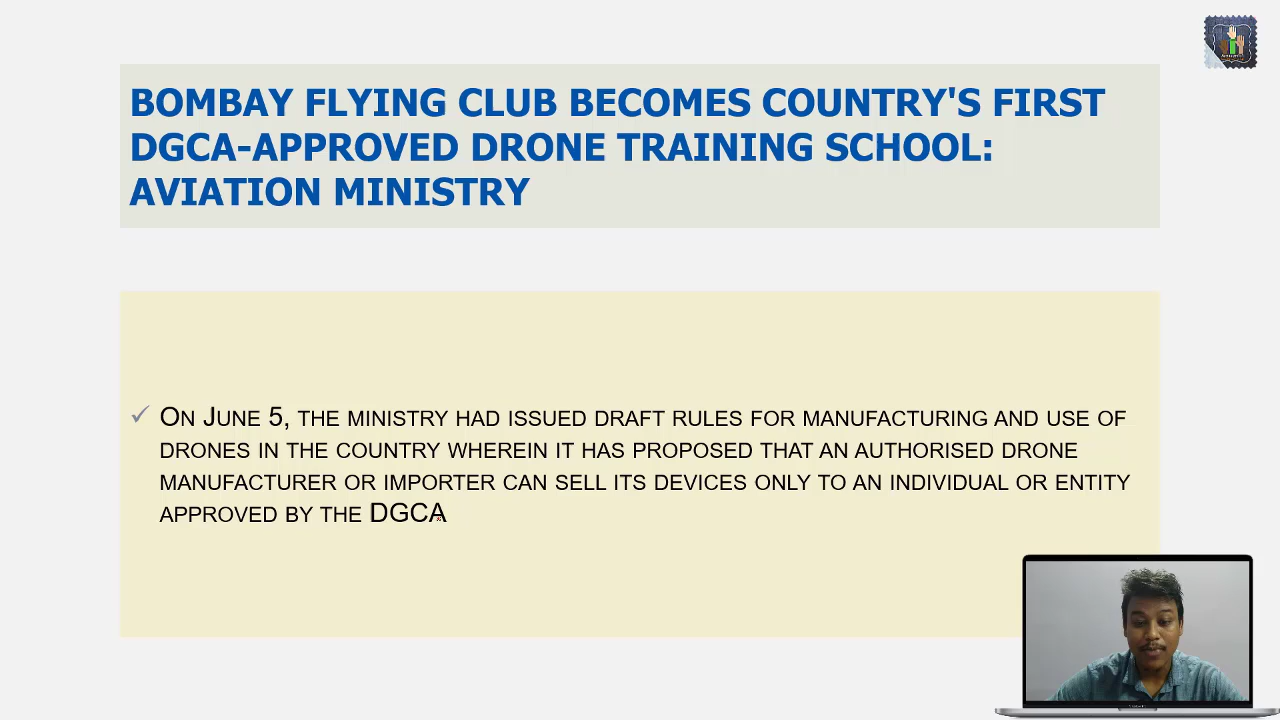 BOMBAY FLYING CLUB BECOMES COUNTRY'S FIRST
DGCA-APPROVED DRONE TRAINING SCHOOL:
AVIATION MINISTRY
✓ ON JUNE 5, THE MINISTRY HAD ISSUED DRAFT RULES FOR MANUFACTURING AND USE OF
DRONES IN THE COUNTRY WHEREIN IT HAS PROPOSED THAT AN AUTHORISED DRONE
MANUFACTURER OR IMPORTER CAN SELL ITS DEVICES ONLY TO AN INDIVIDUAL OR ENTITY
APPROVED BY THE DGCA